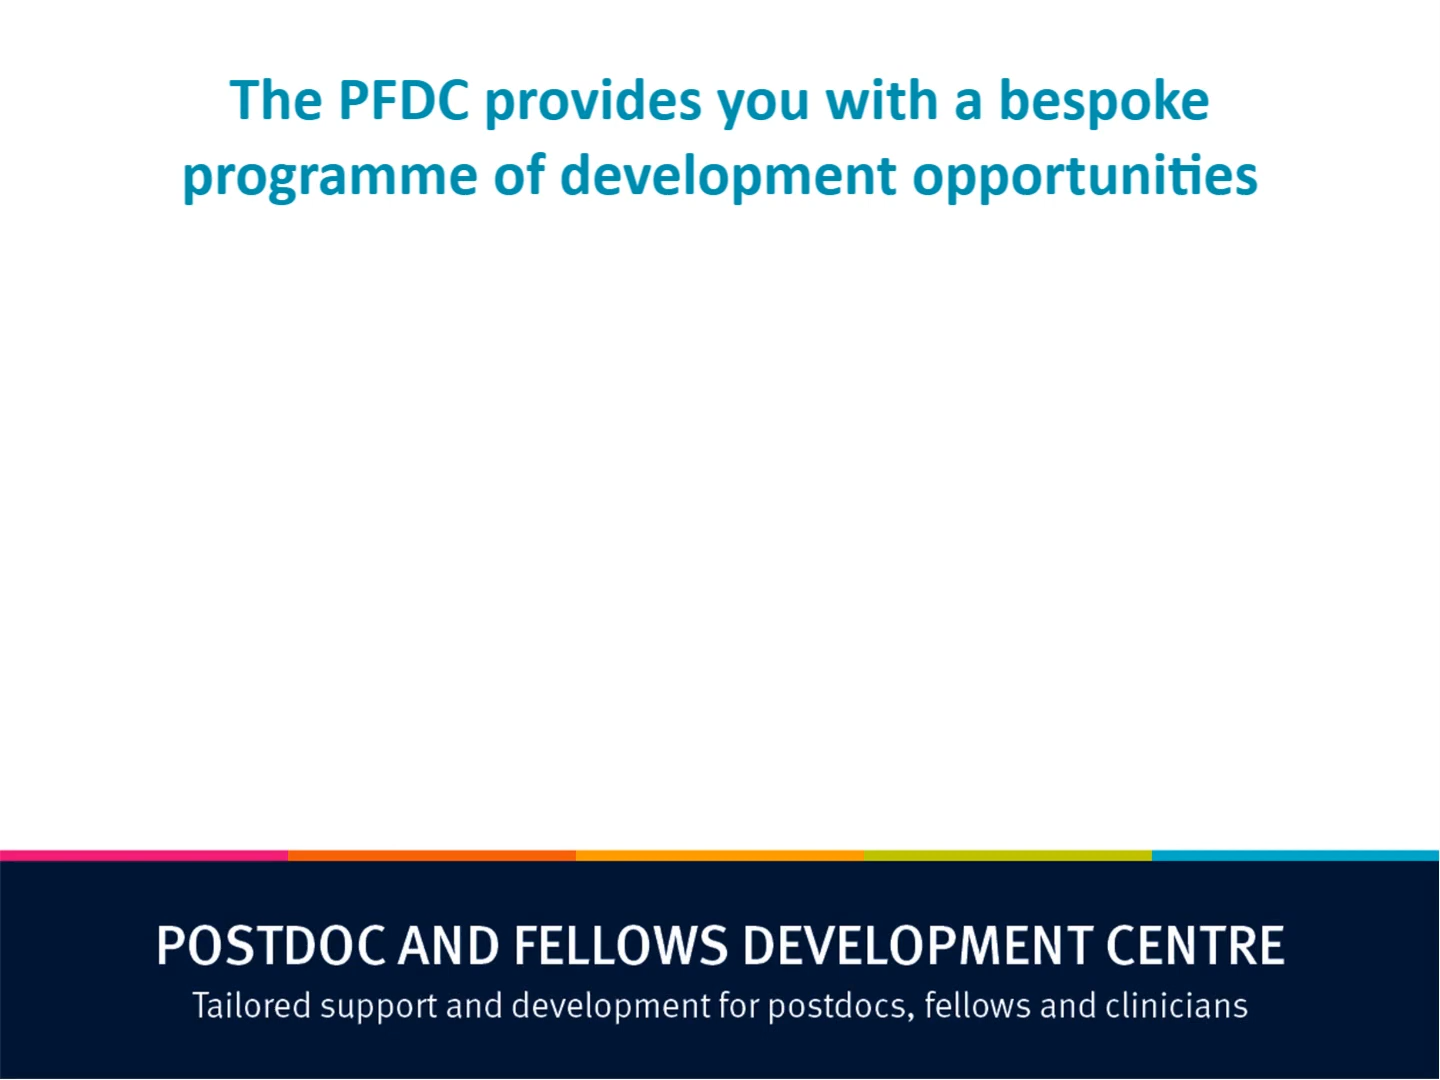 The PFDC provides you with a bespoke
programme of development opportunities
POSTDOC AND FELLOWS DEVELOPMENT CENTRE
Tailored support and development for postdocs, fellows and clinicians